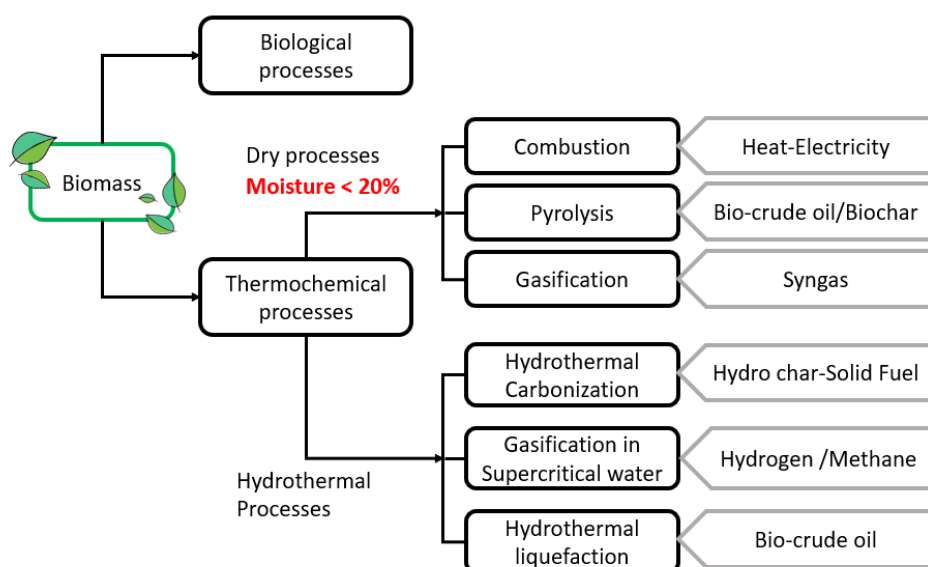 Biological
processes
Biomass
Dry processes
Moisture < 20%
Thermochemical
processes
Hydrothermal
Processes
Combustion
Heat-Electricity
Pyrolysis
Bio-crude oil/Biochar
Gasification
Syngas
Hydrothermal
Carbonization
Hydro char-Solid Fuel
Gasification in
Supercritical water
Hydrogen /Methane
Hydrothermal
liquefaction
Bio-crude oil